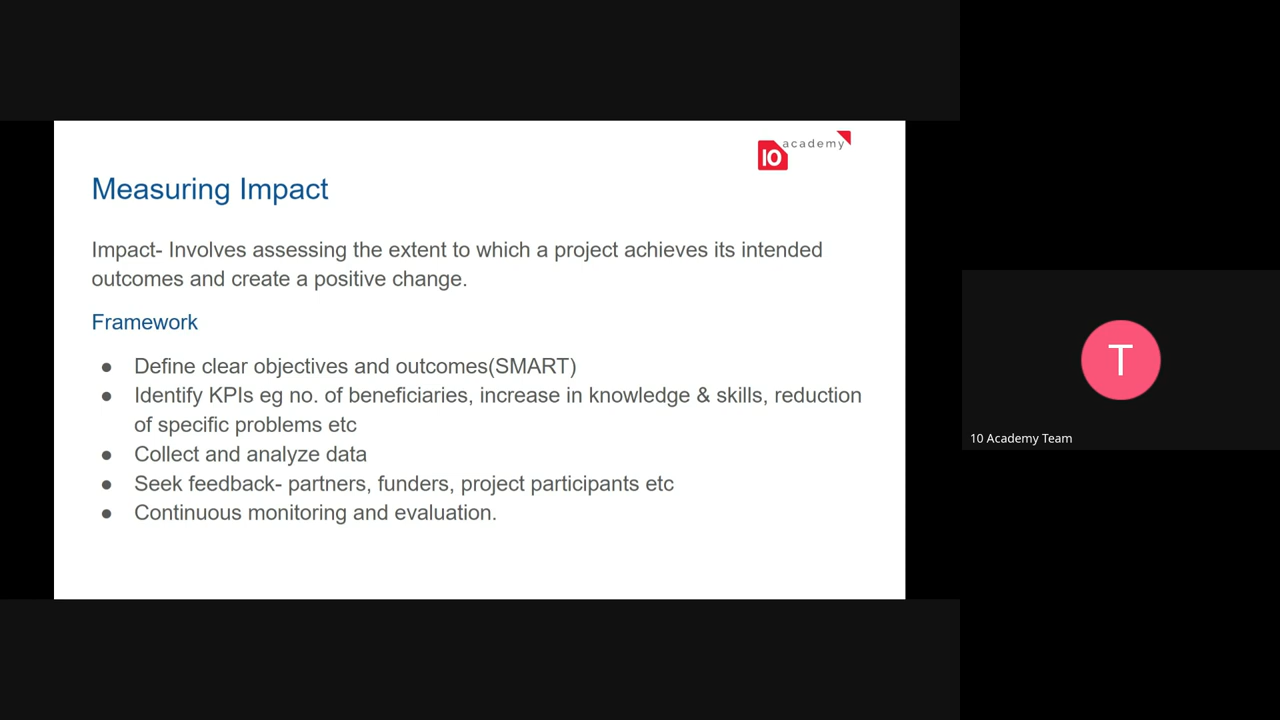 10 academy
Measuring Impact
Impact- Involves assessing the extent to which a project achieves its intended
outcomes and create a positive change.
Framework
● Define clear objectives and outcomes(SMART)
● Identify KPIs eg no. of beneficiaries, increase in knowledge & skills, reduction
of specific problems etc
● Collect and analyze data
● Seek feedback- partners, funders, project participants etc
● Continuous monitoring and evaluation.
T
10 Academy Team